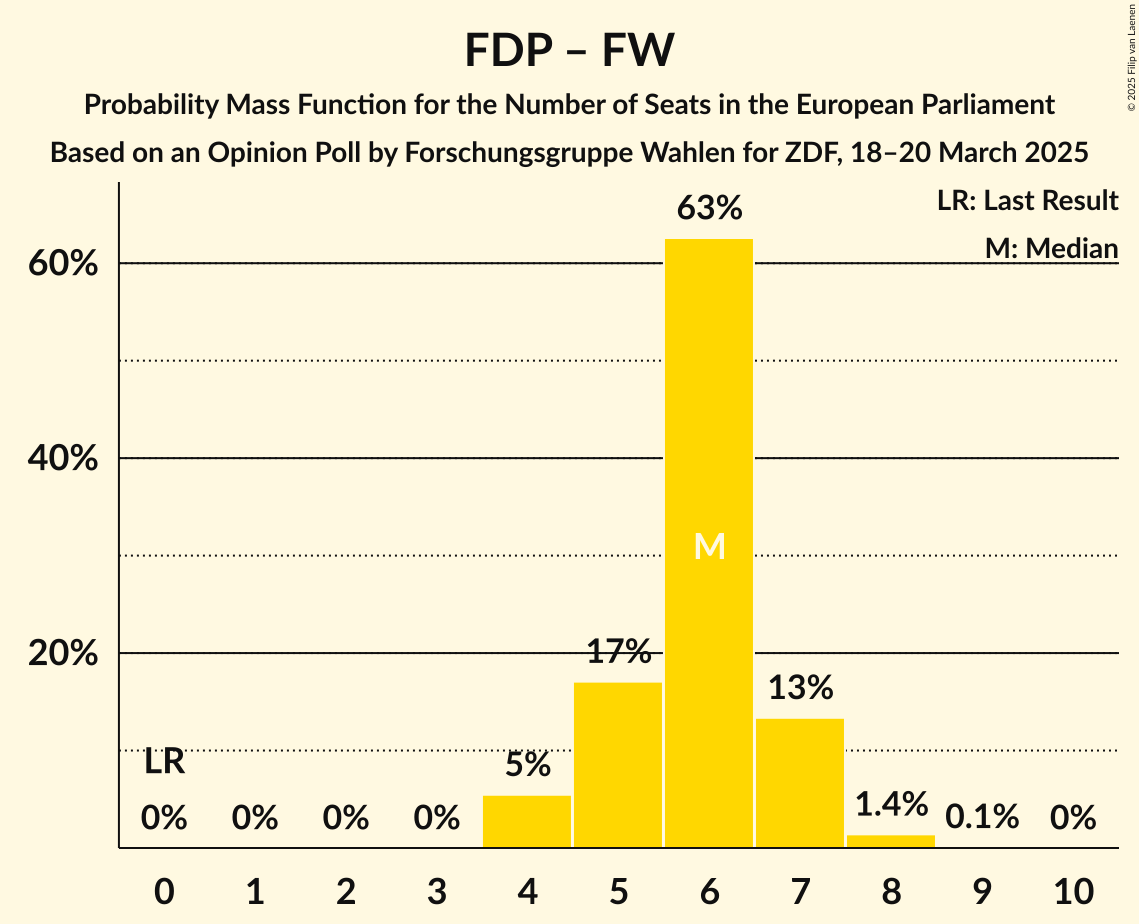 FDP – FW
Probability Mass Function for the Number of Seats in the European Parliament
Based on an Opinion Poll by Forschungsgruppe Wahlen for ZDF, 18–20 March 2025
© 2025 Filip van Laenen
LR: Last Result
M: Median
60%
40%
20%
63%
M
17%
13%
LR
5%
0%
0%
0%
0%
1.4%
0.1%
0%
0 1 2 3 4 5 6 7 8 9 10